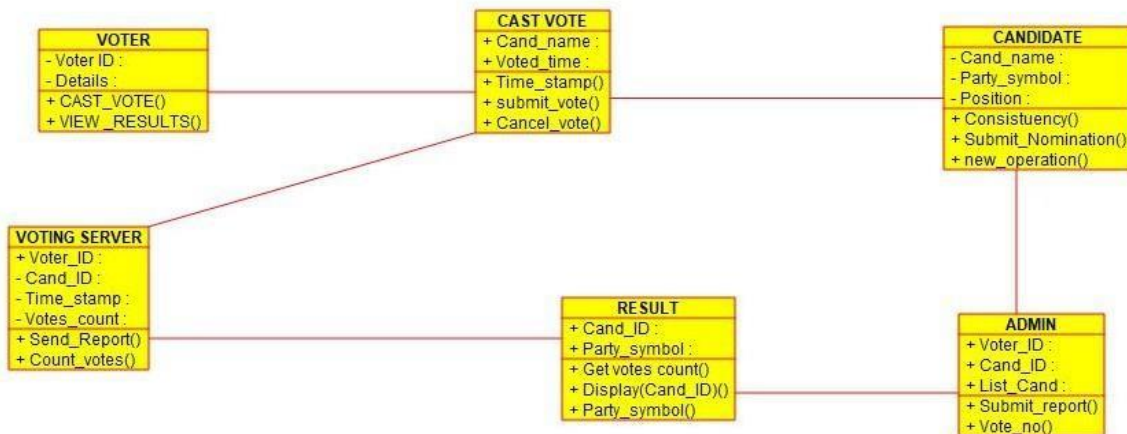 VOTER
- Voter ID :
- Details :
+ CAST_VOTE()
+ VIEW _RESULTS()
CAST VOTE
+ Cand_name :
+ Voted_time :
+ Time_stamp()
+ submit_vote()
+ Cancel_vote()
CANDIDATE
- Cand_name :
- Party_symbol :
- Position :
+ Consistuency()
+ Submit_Nomination()
+ new_operation()
VOTING SERVER
+ Voter_ID :
- Cand_ID :
- Time_stamp :
- Votes_count :
+ Send_Report()
+ Count_votes()
RESULT
+ Cand_ID :
+ Party_symbol :
+ Get votes count()
+ Display(Cand_ID)()
+ Party_symbol()
ADMIN
+ Voter_ID :
+ Cand_ID :
+ List_Cand :
+ Submit_report()
+ Vote_no()